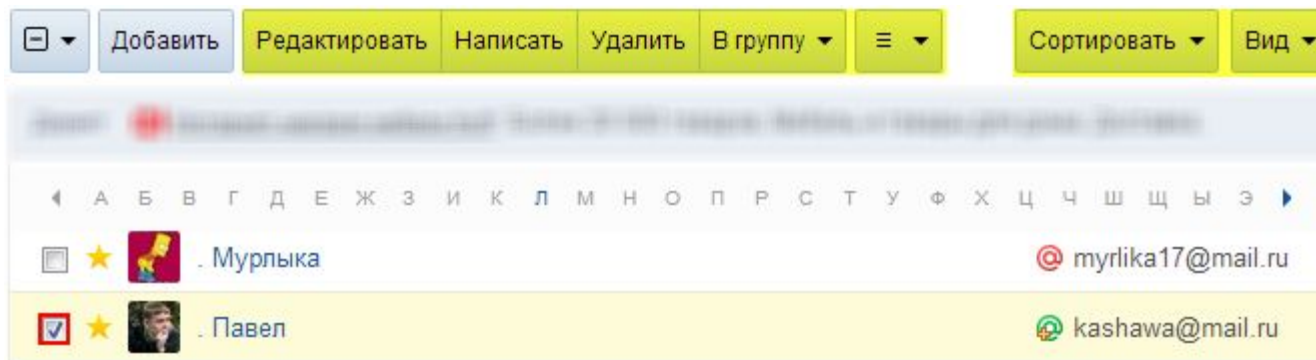 Добавить Редактировать Написать Удалить В группу Сортировать Вид
А Б В Г Д Е Ж З И К Л М Н О П Р С Т У Ф Х Ц Ч Ш Щ Ы Э
. Мурлыка myrlika17@mail.ru
. Павел kashawa@mail.ru